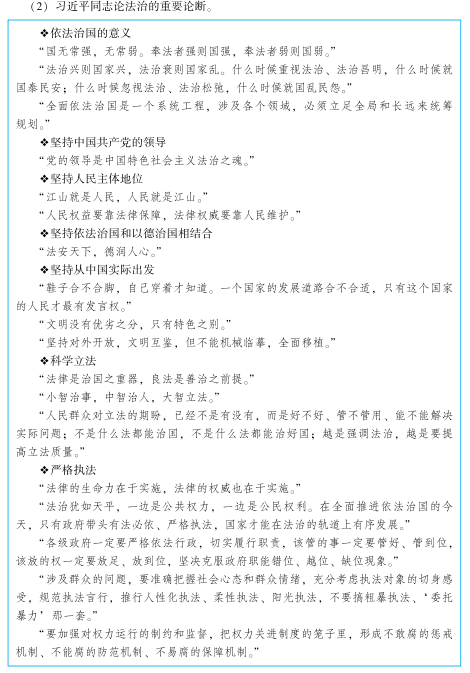 （2）习近平同志论法治的重要论断。
❖依法治国的意义
“国无常强，无常弱。奉法者强则国强，奉法者弱则国弱。”
“法治兴则国家兴，法治衰则国家乱。什么时候重视法治、法治昌明，什么时候就
国泰民安；什么时候忽视法治、法治松弛，什么时候就国乱民怨。”
“全面依法治国是一个系统工程，涉及各个领域，必须立足全局和长远来统筹
规划。”
❖坚持中国共产党的领导
“党的领导是中国特色社会主义法治之魂。”
❖坚持人民主体地位
“江山就是人民，人民就是江山。”
“人民权益要靠法律保障，法律权威要靠人民维护。”
❖坚持依法治国和以德治国相结合
“法安天下，德润人心。”
❖坚持从中国实际出发
“鞋子合不合脚，自己穿着才知道。一个国家的发展道路合不合适，只有这个国家
的人民才最有发言权。”
“文明没有优劣之分，只有特色之别。”
“坚持对外开放，文明互鉴，但不能机械临摹，全面移植。”
❖科学立法
“法律是治国之重器，良法是善治之前提。”
“小智治事，中智治人，大智立法。”
“人民群众对立法的期盼，已经不是有没有，而是好不好、管不管用、能不能解决
实际问题；不是什么法都能治国，不是什么法都能治好国；越是强调法治，越是要提
高立法质量。”
❖严格执法
“法律的生命力在于实施，法律的权威也在于实施。”
“法治犹如天平，一边是公共权力，一边是公民权利。在全面推进依法治国的今
天，只有政府带头有法必依、严格执法，国家才能在法治的轨道上有序发展。”
“各级政府一定要严格依法行政，切实履行职责，该管的事一定要管好、管到位，
该放的权一定要放足、放到位，坚决克服政府职能错位、越位、缺位现象。”
“涉及群众的问题，要准确把握社会心态和群众情绪，充分考虑执法对象的切身感
受，规范执法言行，推行人性化执法、柔性执法、阳光执法，不要搞粗暴执法、‘委托
暴力’那一套。”
“要加强对权力运行的制约和监督，把权力关进制度的笼子里，形成不敢腐的惩戒
机制、不能腐的防范机制、不易腐的保障机制。”